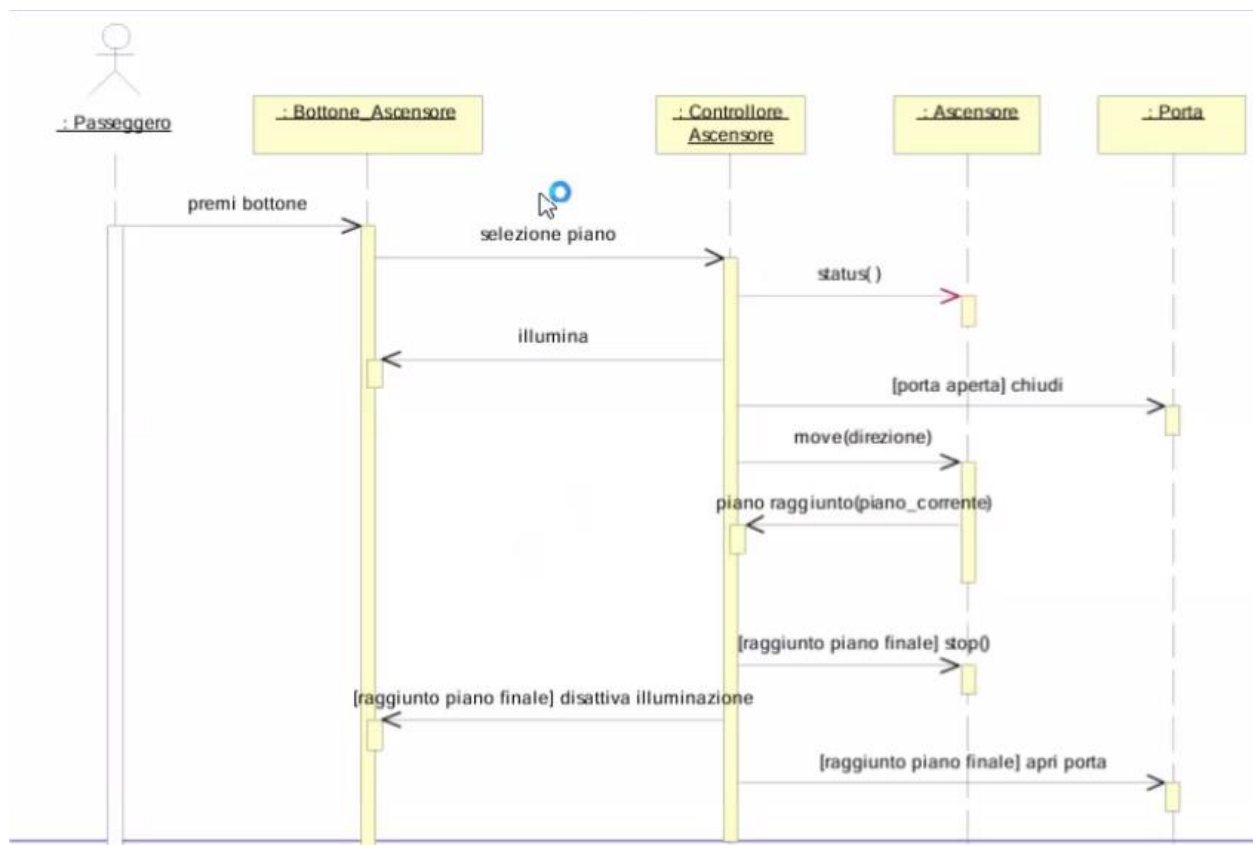 : Passeggero
: Bottone_Ascensore
: Controllore
Ascensore
: Ascensore
: Porta
premi bottone
selezione piano
status( )
illumina
[porta aperta] chiudi
move(direzione)
piano raggiunto(piano_corrente)
[raggiunto piano finale] stop()
[raggiunto piano finale] disattiva illuminazione
[raggiunto piano finale] apri porta